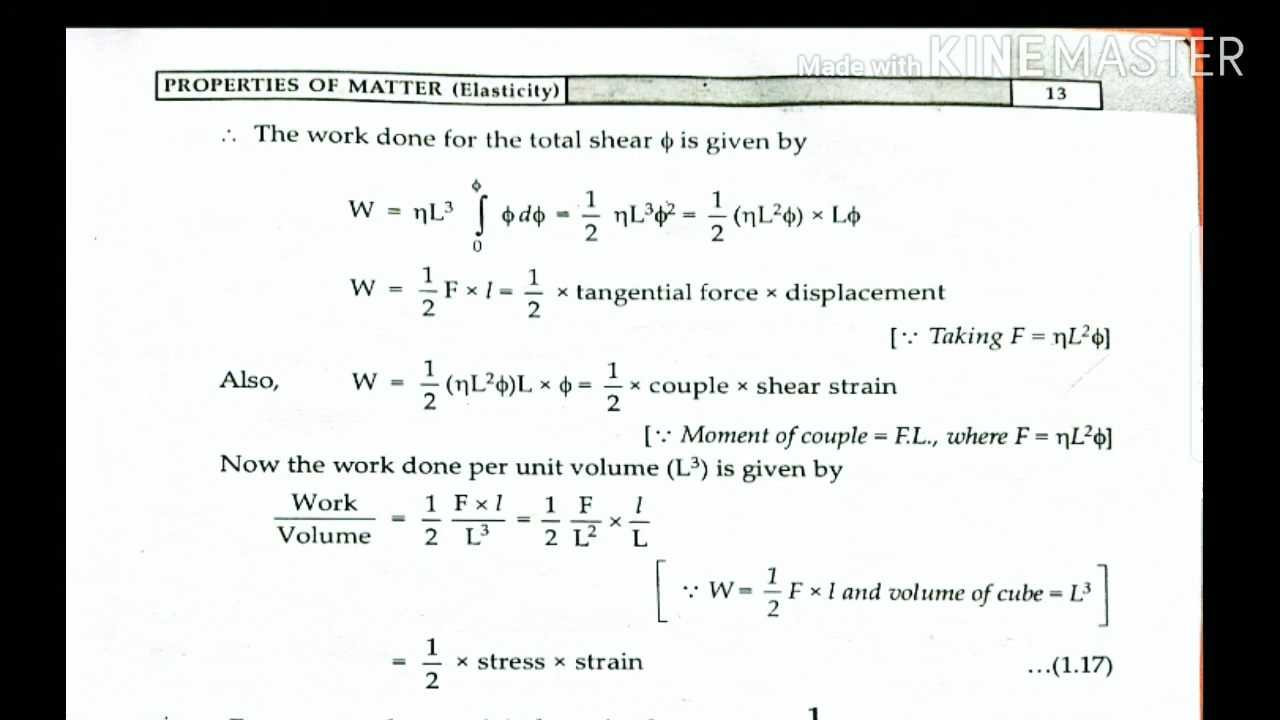 Made with KINEMASTER
PROPERTIES OF MATTER (Elasticity) 13
∴ The work done for the total shear ϕ is given by
W = ηL³ ∫₀^ϕ ϕ dϕ = 1/2 ηL³ϕ² = 1/2 (ηL²ϕ) × Lϕ
W = 1/2 F × l = 1/2 × tangential force × displacement
[∵ Taking F = ηL²ϕ]
Also, W = 1/2 (ηL²ϕ)L × ϕ = 1/2 × couple × shear strain
[∵ Moment of couple = F.L., where F = ηL²ϕ]
Now the work done per unit volume (L³) is given by
Work/Volume = 1/2 F × l/L³ = 1/2 F/L² × l/L
[∵ W = 1/2 F × l and volume of cube = L³]
= 1/2 × stress × strain ...(1.17)